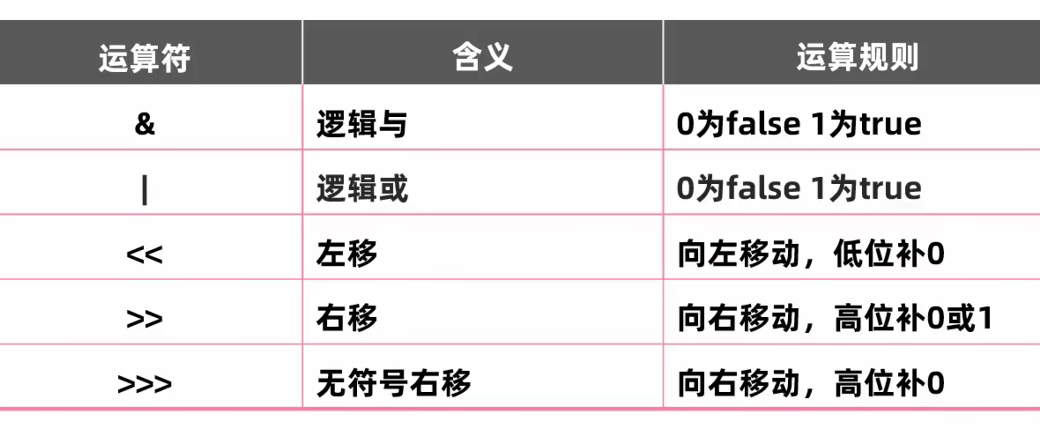 运算符 含义 运算规则
& 逻辑与 0为false 1为true
| 逻辑或 0为false 1为true
<< 左移 向左移动，低位补0
>> 右移 向右移动，高位补0或1
>>> 无符号右移 向右移动，高位补0